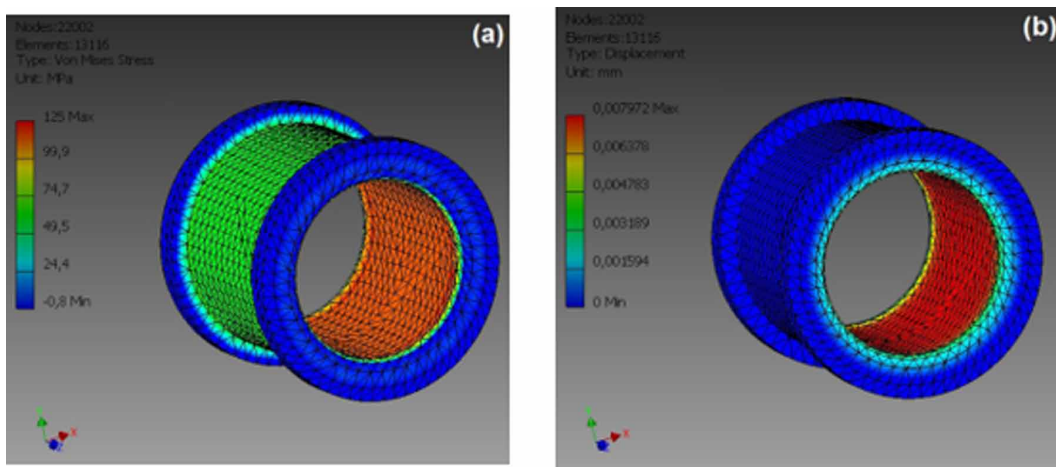 Nodes:22002
Elements:13116
Type: Von Mises Stress
Unit: MPa
(a)
125 Max
99,9
74,7
49,5
24,4
-0,8 Min
Y
X
Z
Nodes:22002
Elements:13116
Type: Displacement
Unit: mm
(b)
0,007972 Max
0,006378
0,004783
0,003189
0,001594
0 Min
X